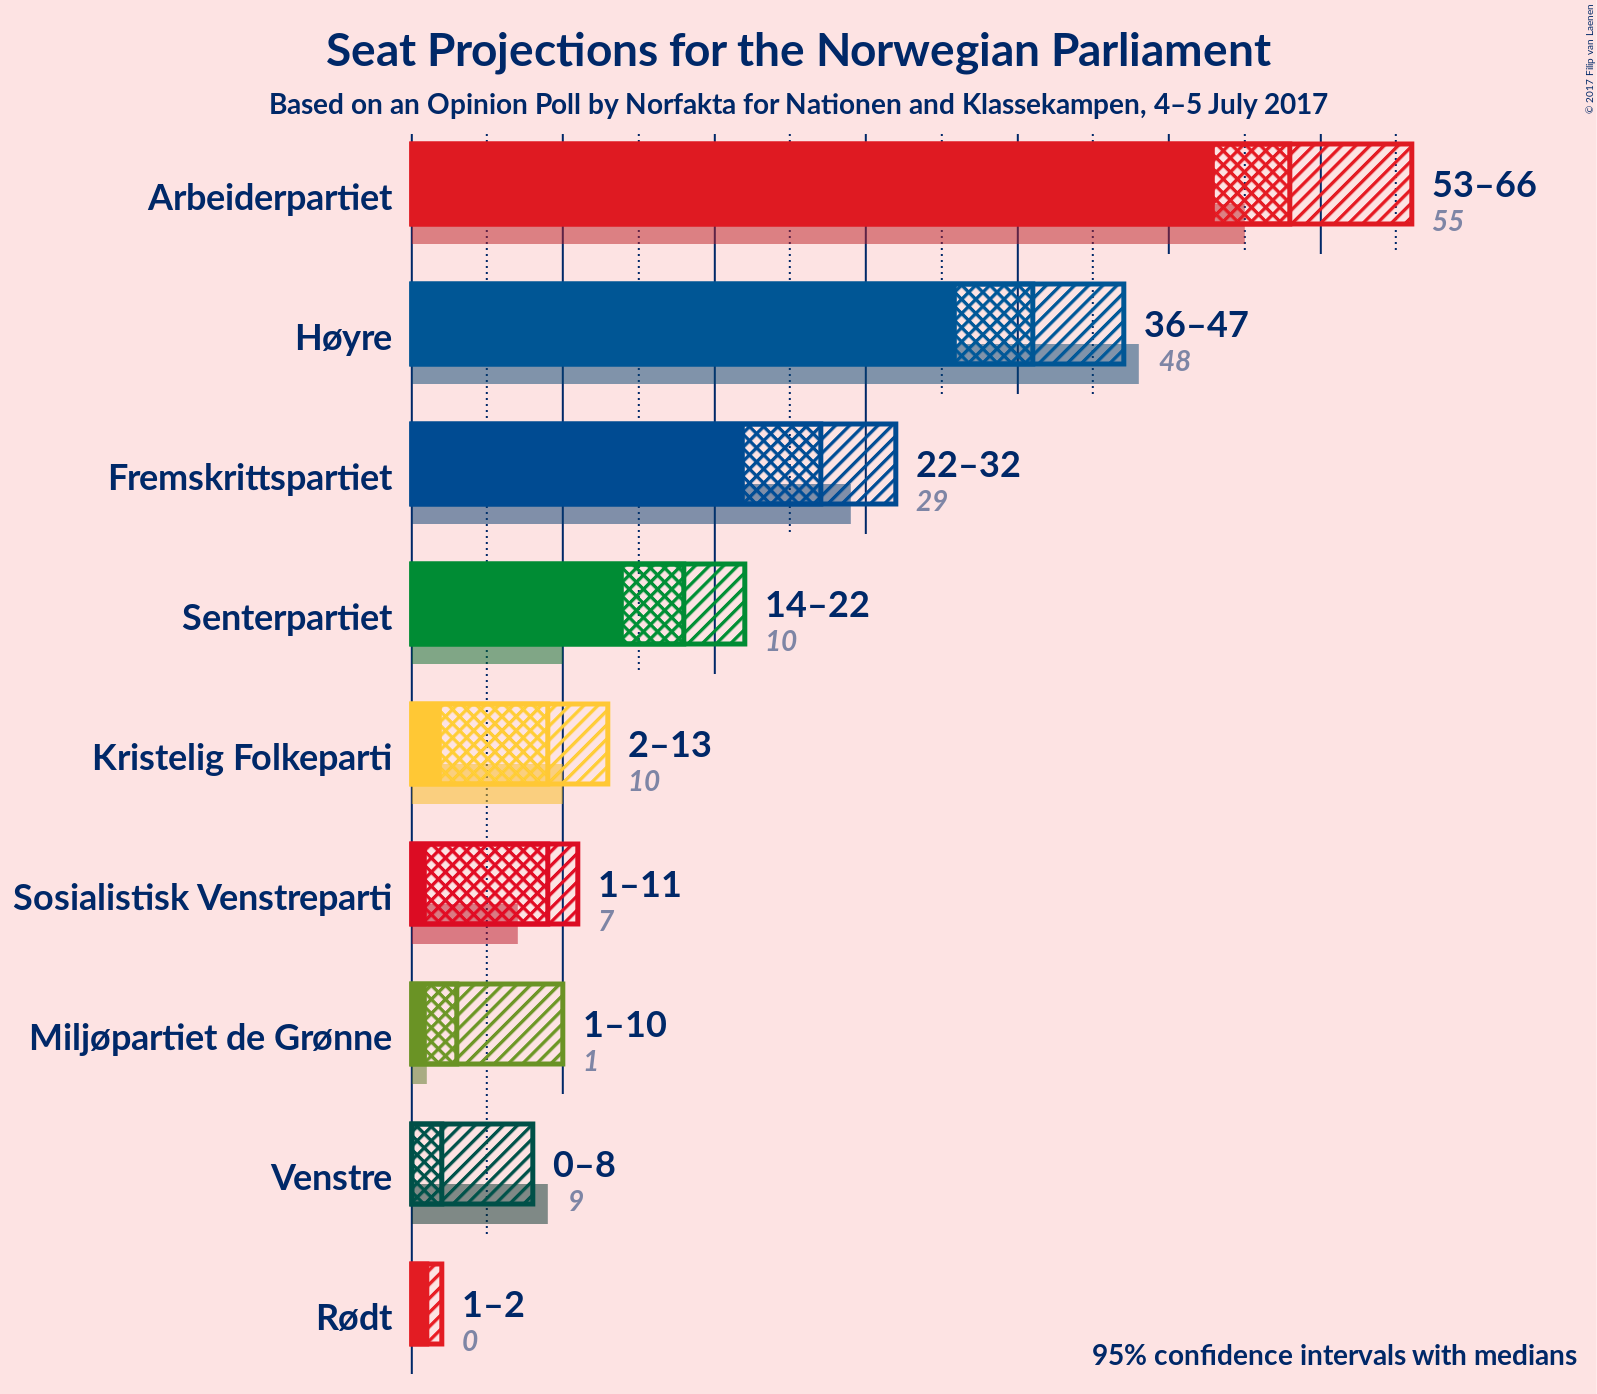 Seat Projections for the Norwegian Parliament
Based on an Opinion Poll by Norfakta for Nationen and Klassekampen, 4–5 July 2017
© 2017 Filip van Laenen
Arbeiderpartiet
53–66
55
Høyre
36–47
48
Fremskrittspartiet
22–32
29
Senterpartiet
14–22
10
Kristelig Folkeparti
2–13
10
Sosialistisk Venstreparti
1–11
7
Miljøpartiet de Grønne
1–10
1
Venstre
0–8
9
Rødt
1–2
0
95% confidence intervals with medians